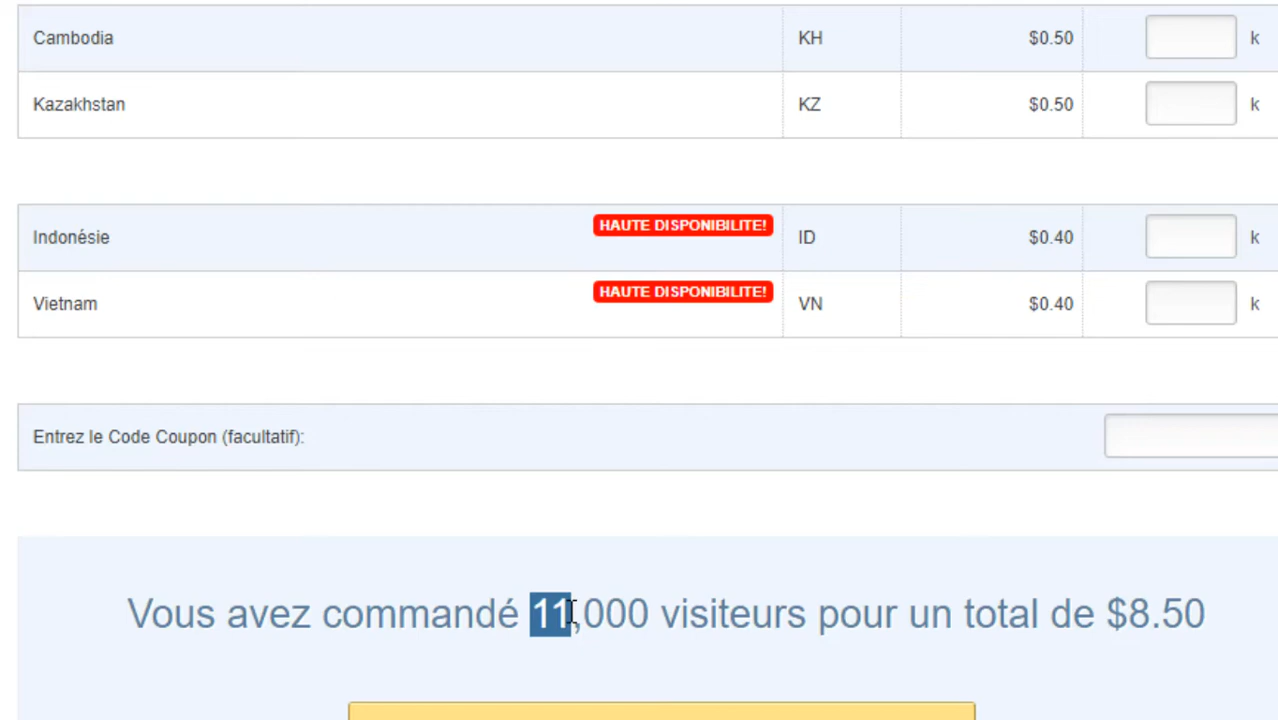 Cambodia KH $0.50 k
Kazakhstan KZ $0.50 k
Indonésie HAUTE DISPONIBILITE! ID $0.40 k
Vietnam HAUTE DISPONIBILITE! VN $0.40 k
Entrez le Code Coupon (facultatif):
Vous avez commandé 11,000 visiteurs pour un total de $8.50